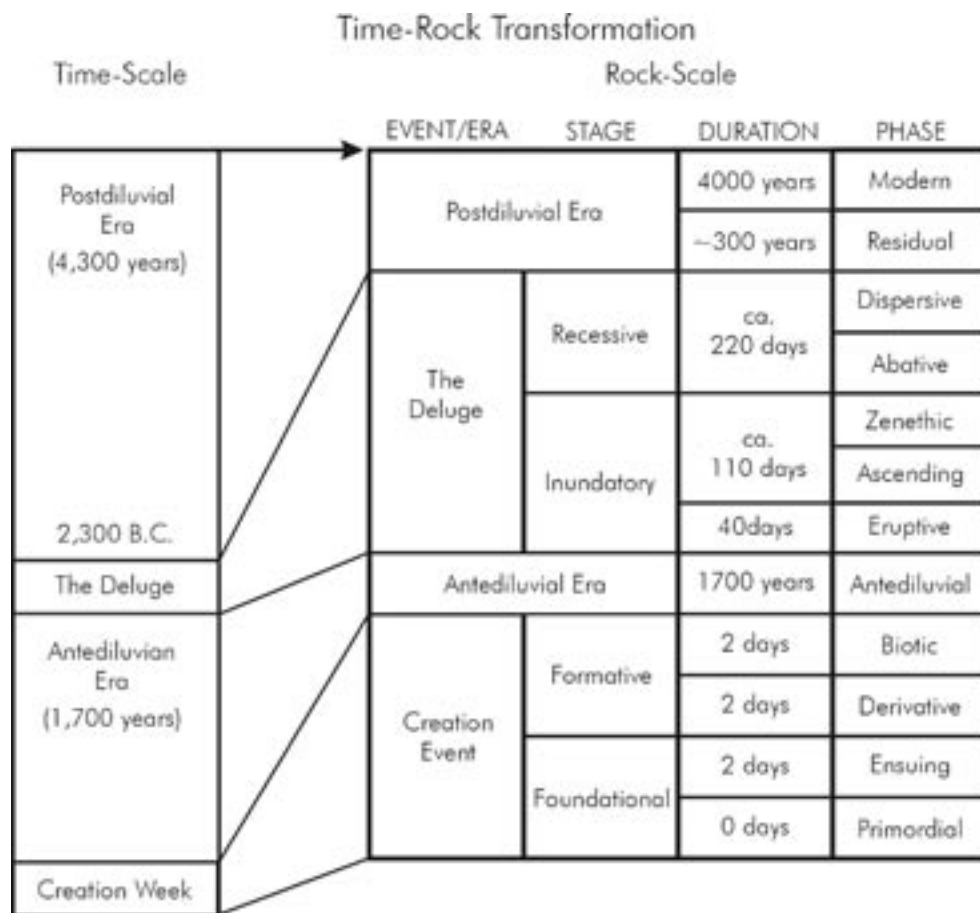 Time-Rock Transformation
Time-Scale
Rock-Scale
EVENT/ERA
STAGE
DURATION
PHASE
Postdiluvial
Era
(4,300 years)
2,300 B.C.
The Deluge
Antediluvian
Era
(1,700 years)
Creation Week
Postdiluvial Era
4000 years
Modern
~300 years
Residual
The
Deluge
Recessive
ca.
220 days
Dispersive
Abative
Inundatory
ca.
110 days
Zenethic
Ascending
40days
Eruptive
Antediluvial Era
1700 years
Antediluvial
Creation
Event
Formative
2 days
Biotic
2 days
Derivative
Foundational
2 days
Ensuing
0 days
Primordial